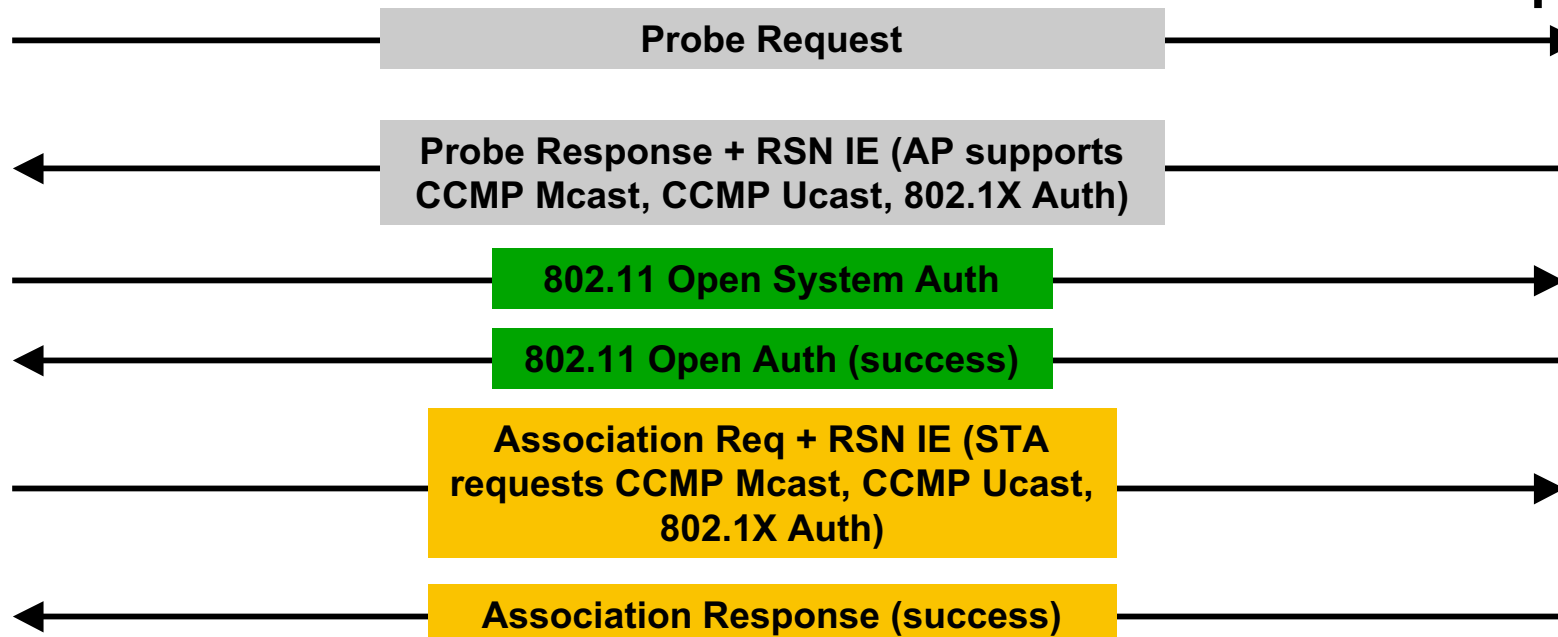 Probe Request
Probe Response + RSN IE (AP supports
CCMP Mcast, CCMP Ucast, 802.1X Auth)
802.11 Open System Auth
802.11 Open Auth (success)
Association Req + RSN IE (STA
requests CCMP Mcast, CCMP Ucast,
802.1X Auth)
Association Response (success)